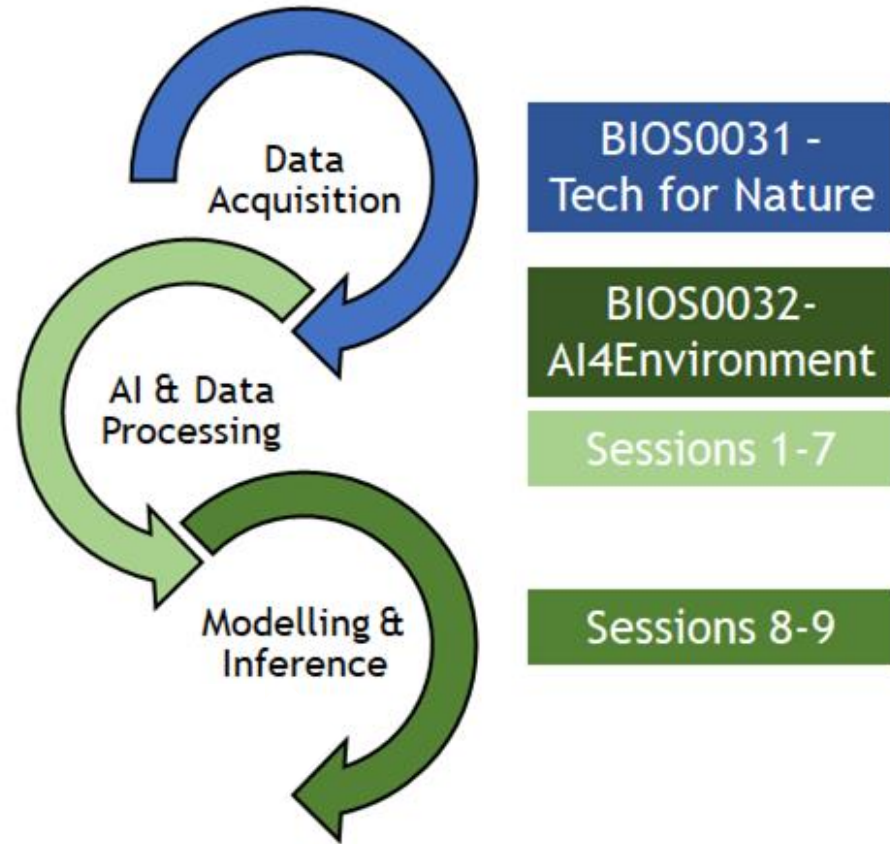 Data
Acquisition
BIOS0031 –
Tech for Nature
BIOS0032-
AI4Environment
AI & Data
Processing
Sessions 1-7
Modelling &
Inference
Sessions 8-9